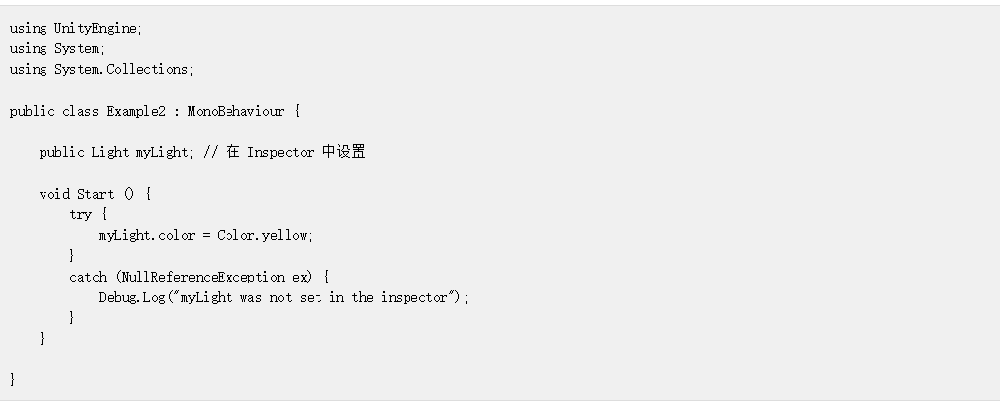 using UnityEngine;
using System;
using System.Collections;
public class Example2 : MonoBehaviour {
public Light myLight; // 在 Inspector 中设置
void Start () {
try {
myLight.color = Color.yellow;
}
catch (NullReferenceException ex) {
Debug.Log("myLight was not set in the inspector");
}
}
}